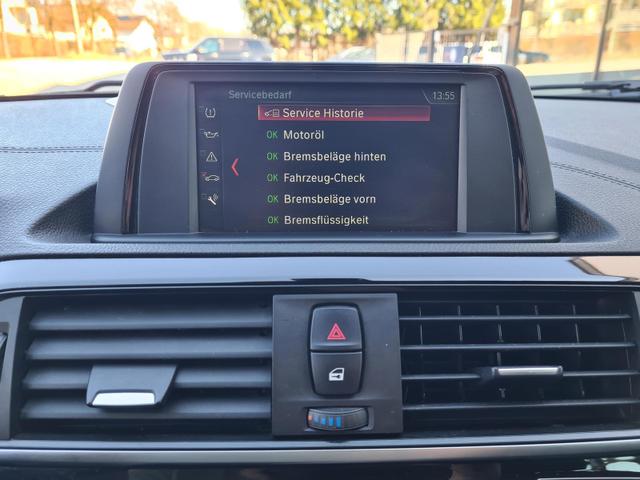 Servicebedarf 13:55
Service Historie
OK Motoröl
OK Bremsbeläge hinten
OK Fahrzeug-Check
OK Bremsbeläge vorn
OK Bremsflüssigkeit